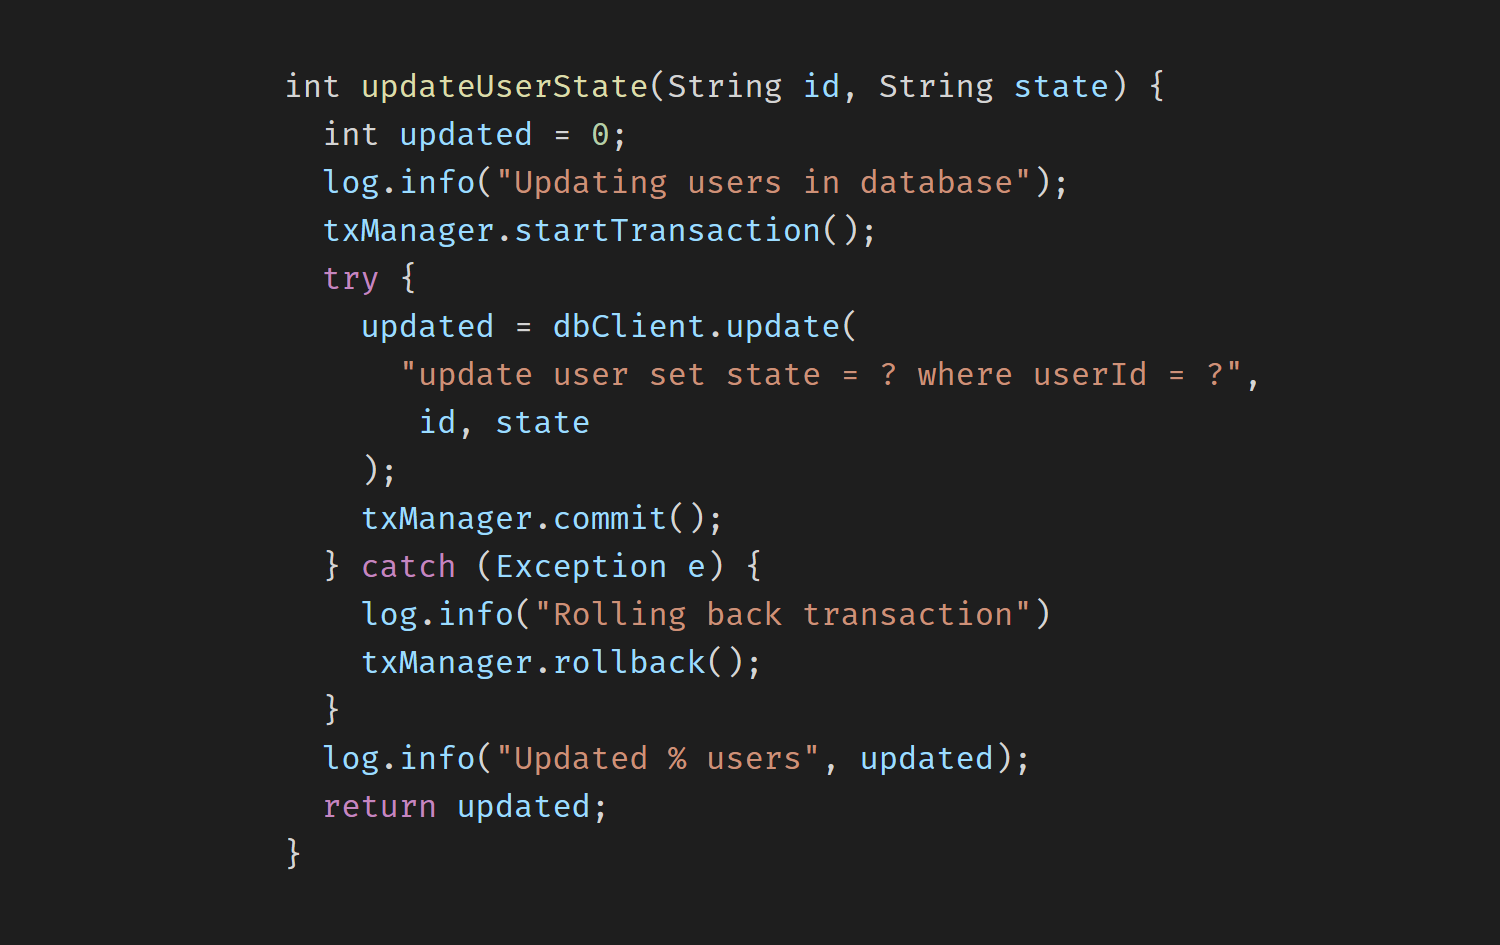 int updateUserState(String id, String state) {
  int updated = 0;
  log.info("Updating users in database");
  txManager.startTransaction();
  try {
    updated = dbClient.update(
      "update user set state = ? where userId = ?",
       id, state
    );
    txManager.commit();
  } catch (Exception e) {
    log.info("Rolling back transaction")
    txManager.rollback();
  }
  log.info("Updated % users", updated);
  return updated;
}